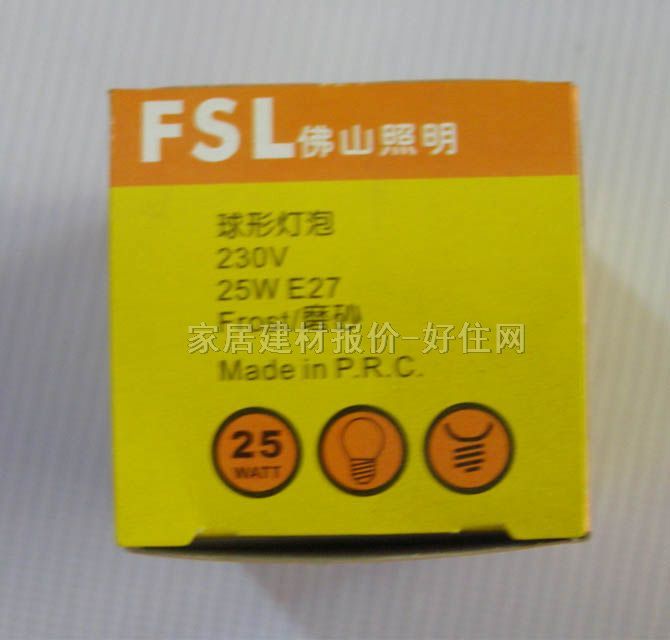 FSL佛山照明
球形灯泡
230V
25W E27
Frost/磨砂
家居建材报价-好住网
Made in P.R.C.
25
WATT